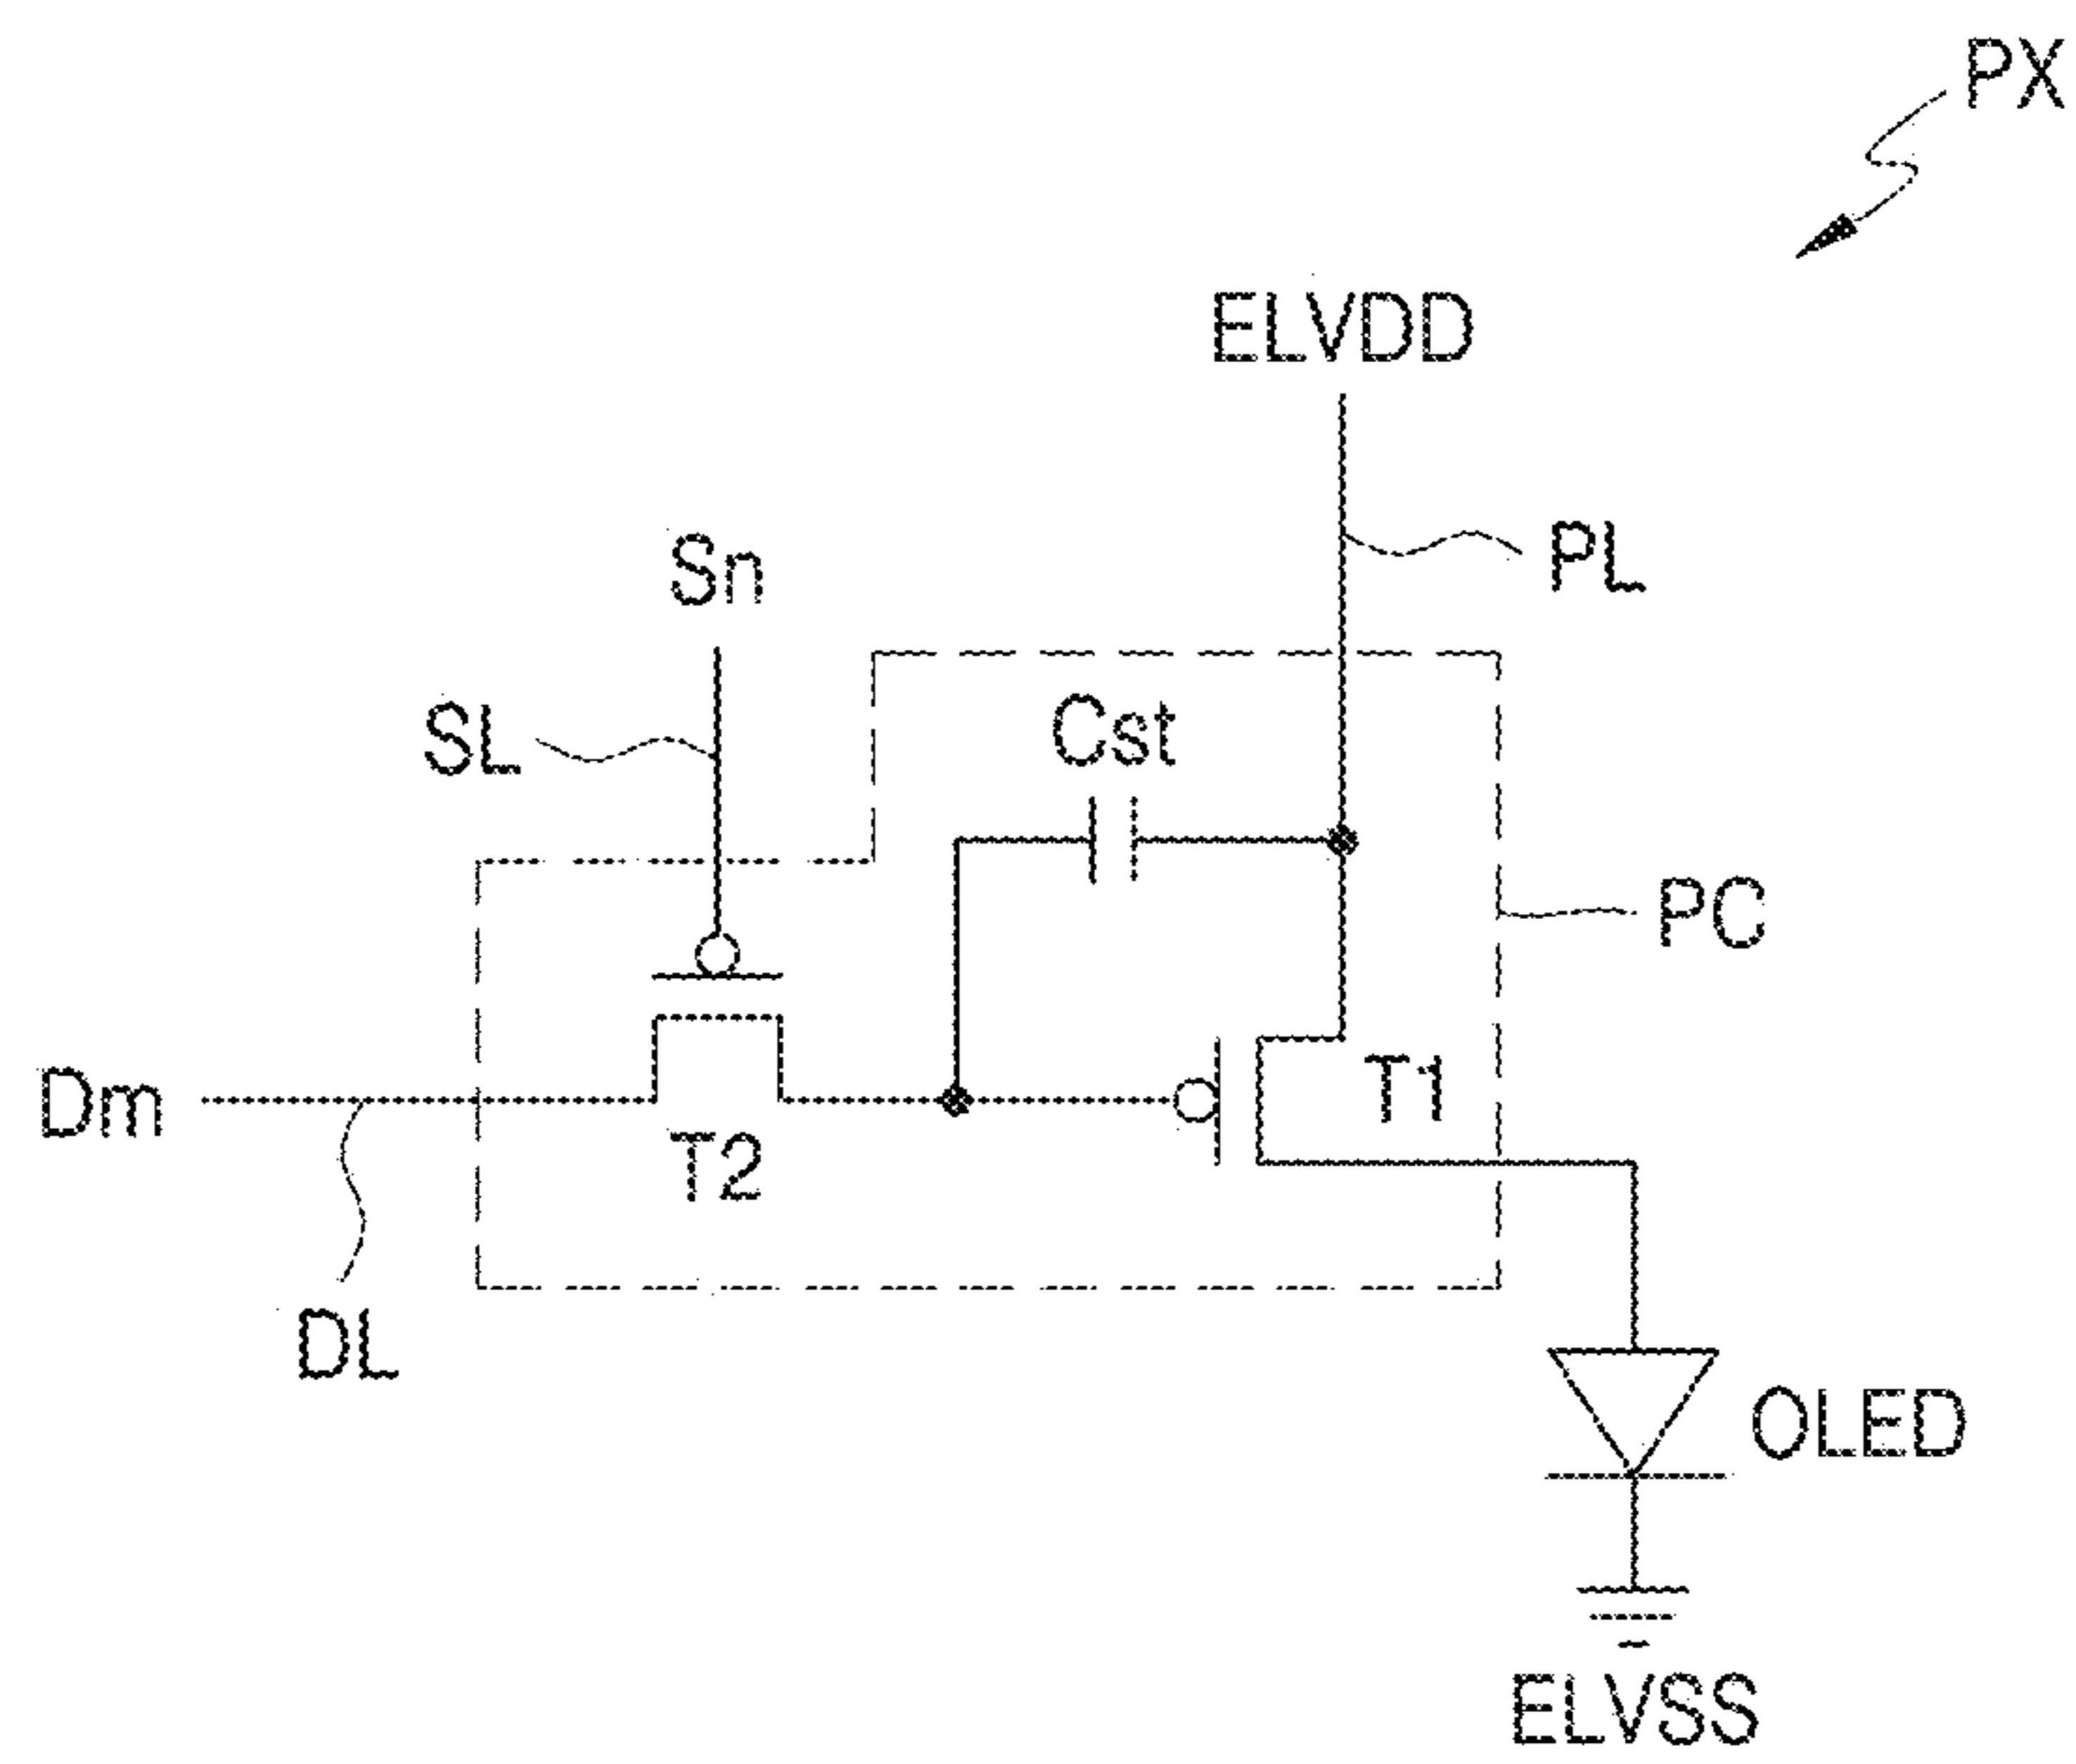 PX
ELVDD
PL
Sn
SL
Cst
PC
T1
Dm
T2
DL
OLED
ELVSS